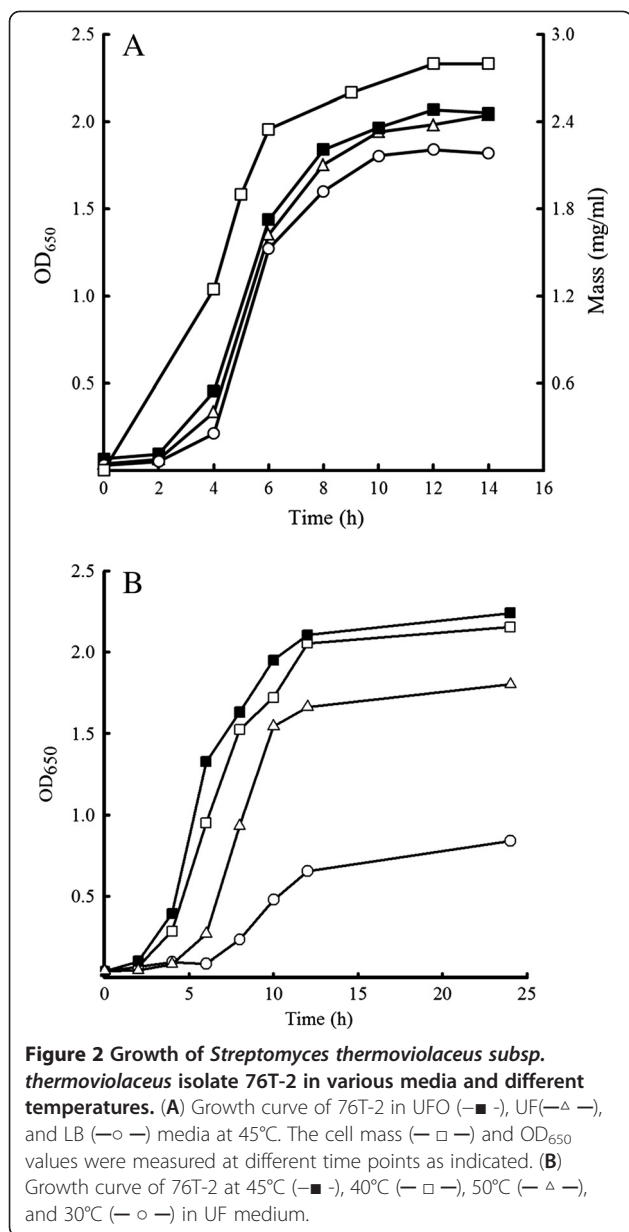 A
2.5
2.0
1.5
1.0
0.5
OD650
3.0
2.4
1.8
1.2
0.6
Mass (mg/ml)
0 2 4 6 8 10 12 14 16
Time (h)
B
2.5
2.0
1.5
1.0
0.5
OD650
0 5 10 15 20 25
Time (h)
Figure 2 Growth of Streptomyces thermoviolaceus subsp.
thermoviolaceus isolate 76T-2 in various media and different
temperatures. (A) Growth curve of 76T-2 in UFO (−■ -), UF(—△ —),
and LB (—○ —) media at 45°C. The cell mass (— □ —) and OD650
values were measured at different time points as indicated. (B)
Growth curve of 76T-2 at 45°C (−■ -), 40°C (— □ —), 50°C (— △ —),
and 30°C (— ○ —) in UF medium.